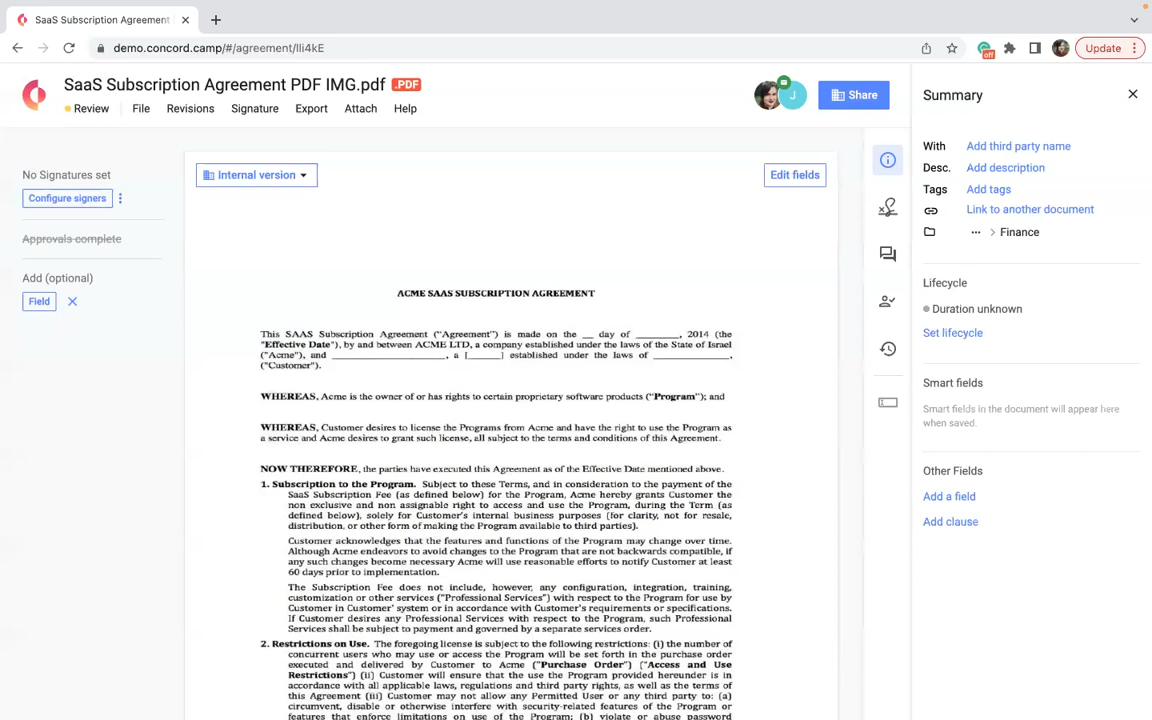 SaaS Subscription Agreement
demo.concord.camp/#/agreement/lli4kE
off
Update
SaaS Subscription Agreement PDF IMG.pdf .PDF
Review File Revisions Signature Export Attach Help
J
Share
No Signatures set
Configure signers
Approvals complete
Add (optional)
Field
Internal version
Edit fields
ACME SAAS SUBSCRIPTION AGREEMENT
This SAAS Subscription Agreement ("Agreement") is made on the __ day of ________, 2014 (the
"Effective Date"), by and between ACME LTD, a company established under the laws of the State of Israel
("Acme"), and _____________________, a [______] established under the laws of ______________,
("Customer").
WHEREAS, Acme is the owner of or has rights to certain proprietary software products ("Program"); and
WHEREAS, Customer desires to license the Programs from Acme and have the right to use the Program as
a service and Acme desires to grant such license, all subject to the terms and conditions of this Agreement.
NOW THEREFORE, the parties have executed this Agreement as of the Effective Date mentioned above.
1. Subscription to the Program. Subject to these Terms, and in consideration to the payment of the
SaaS Subscription Fee (as defined below) for the Program, Acme hereby grants Customer the
non exclusive and non assignable right to access and use the Program, during the Term (as
defined below), solely for Customer's internal business purposes (for clarity, not for resale,
distribution, or other form of making the Program available to third parties).
Customer acknowledges that the features and functions of the Program may change over time.
Although Acme endeavors to avoid changes to the Program that are not backwards compatible, if
any such changes become necessary Acme will use reasonable efforts to notify Customer at least
60 days prior to implementation.
The Subscription Fee does not include, however, any configuration, integration, training,
customization or other services ("Professional Services") with respect to the Program for use by
Customer in Customer' system or in accordance with Customer's requirements or specifications.
If Customer desires any Professional Services with respect to the Program, such Professional
Services shall be subject to payment and governed by a separate services order.
2. Restrictions on Use. The foregoing license is subject to the following restrictions: (i) the number of
concurrent users who may use or access the Program will be set forth in the purchase order
executed and delivered by Customer to Acme ("Purchase Order") ("Access and Use
Restrictions") (ii) Customer will ensure that the use the Program provided hereunder is in
accordance with all applicable laws, regulations and third party rights, as well as the terms of
this Agreement (iii) Customer may not allow any Permitted User or any third party to: (a)
circumvent, disable or otherwise interfere with security-related features of the Program or
features that enforce limitations on use of the Program; (b) violate or abuse password
Summary
With Add third party name
Desc. Add description
Tags Add tags
Link to another document
... > Finance
Lifecycle
Duration unknown
Set lifecycle
Smart fields
Smart fields in the document will appear here
when saved.
Other Fields
Add a field
Add clause